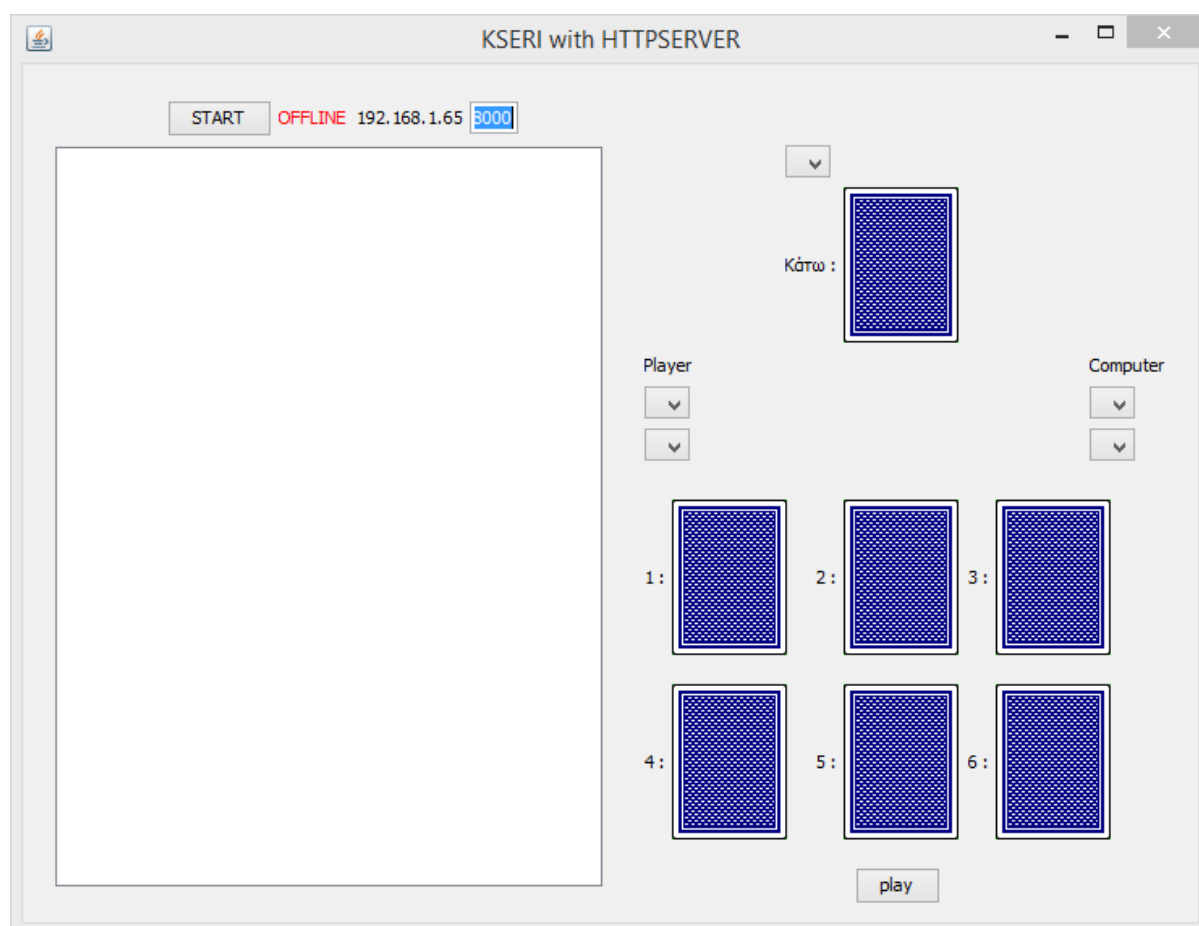 KSERI with HTTPSERVER
START OFFLINE 192.168.1.65 8000
Κάτω :
Player Computer
1 : 2 : 3 :
4 : 5 : 6 :
play